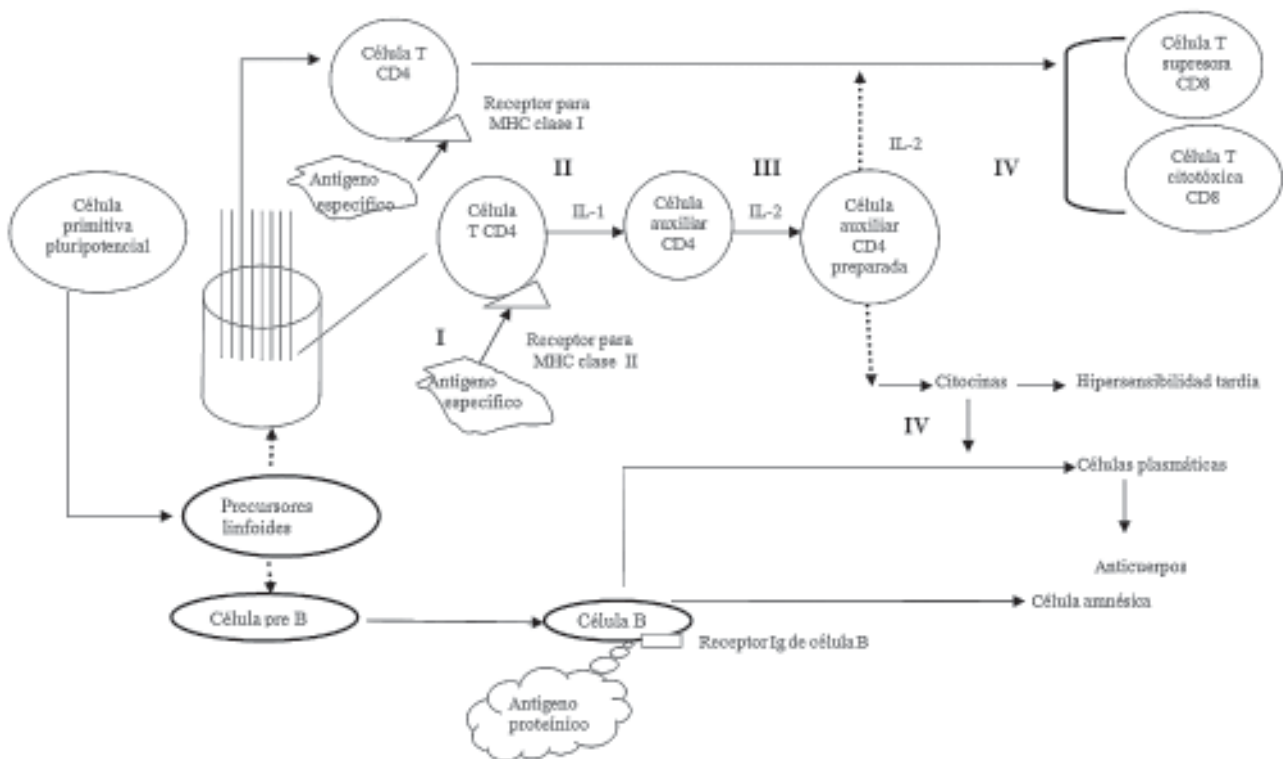 Célula T
CD4
Célula T
supresora
CD8
Receptor para
MHC clase I
IL-2
II
III
IV
Antígeno
específico
Célula T
citotóxica
CD8
Célula
primitiva
pluripotencial
Célula
T CD4
IL-1
Célula
auxiliar
CD4
IL-2
Célula
auxiliar
CD4
preparada
I
Receptor para
MHC clase II
Antígeno
específico
Citocinas
Hipersensibilidad tardía
IV
Células plasmáticas
Precursores
linfoides
Anticuerpos
Célula amnésica
Célula pre B
Célula B
Receptor Ig de célula B
Antígeno
proteínico